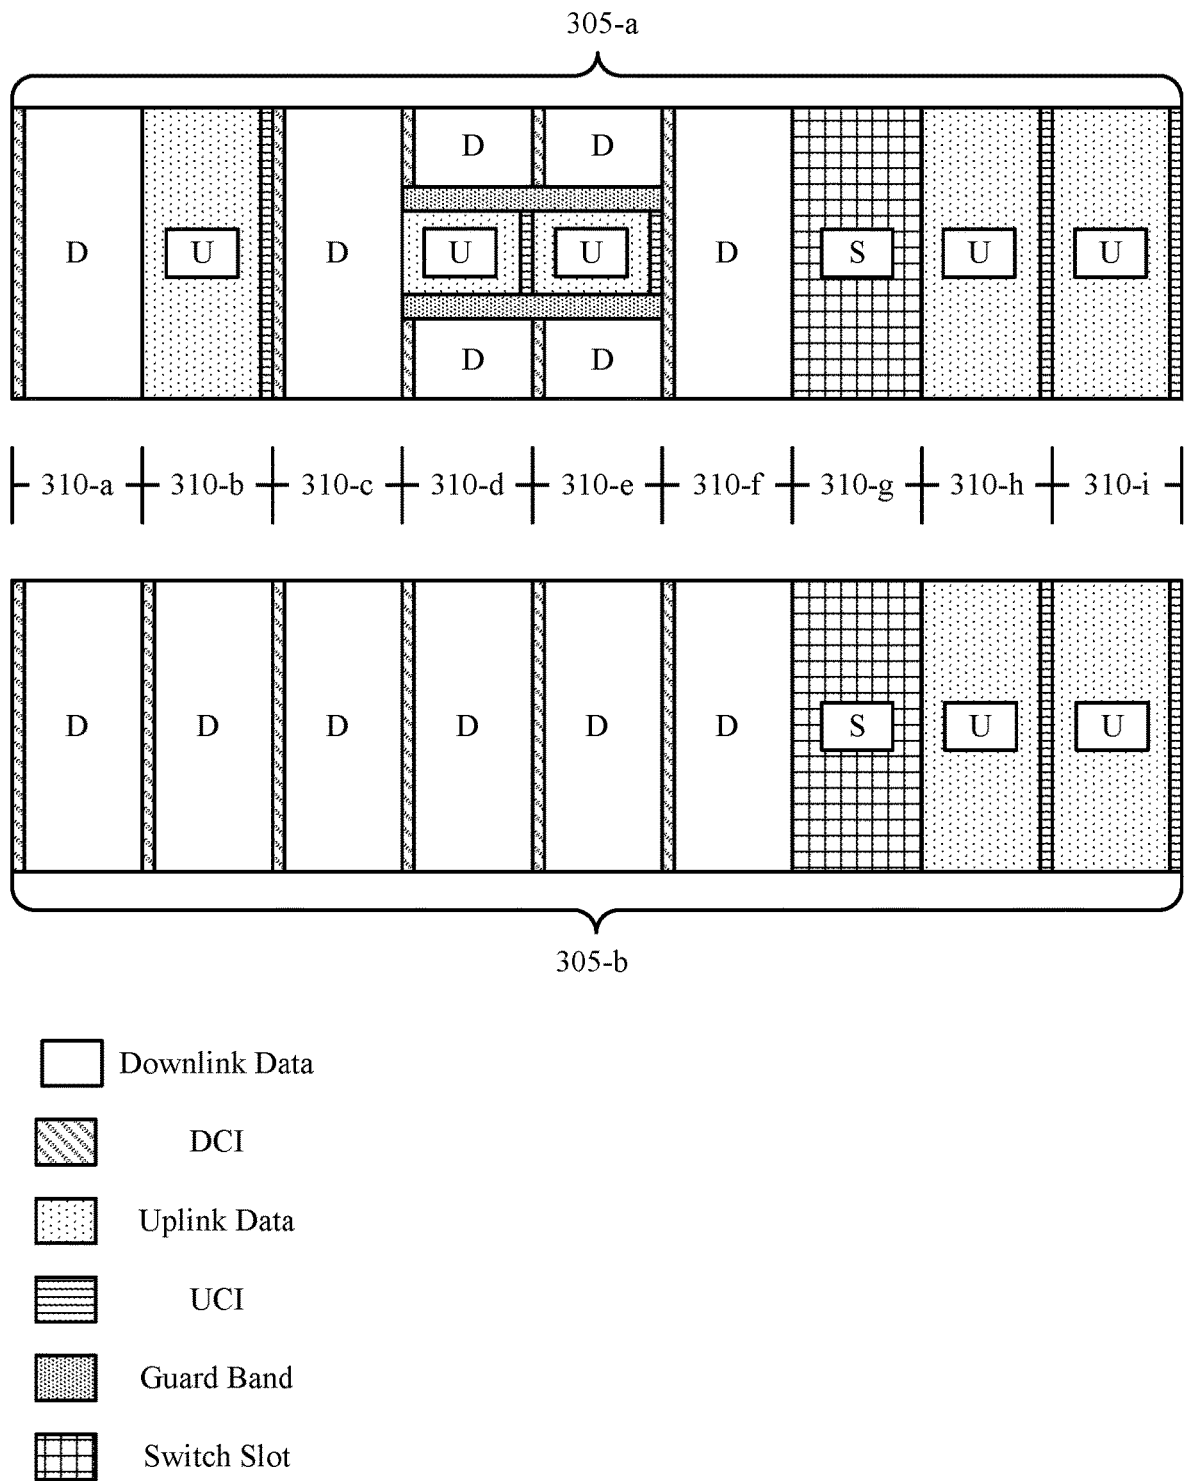 305-a
D D
D U D U U D S U U
D D
310-a 310-b 310-c 310-d 310-e 310-f 310-g 310-h 310-i
D D D D D D S U U
305-b
Downlink Data
DCI
Uplink Data
UCI
Guard Band
Switch Slot